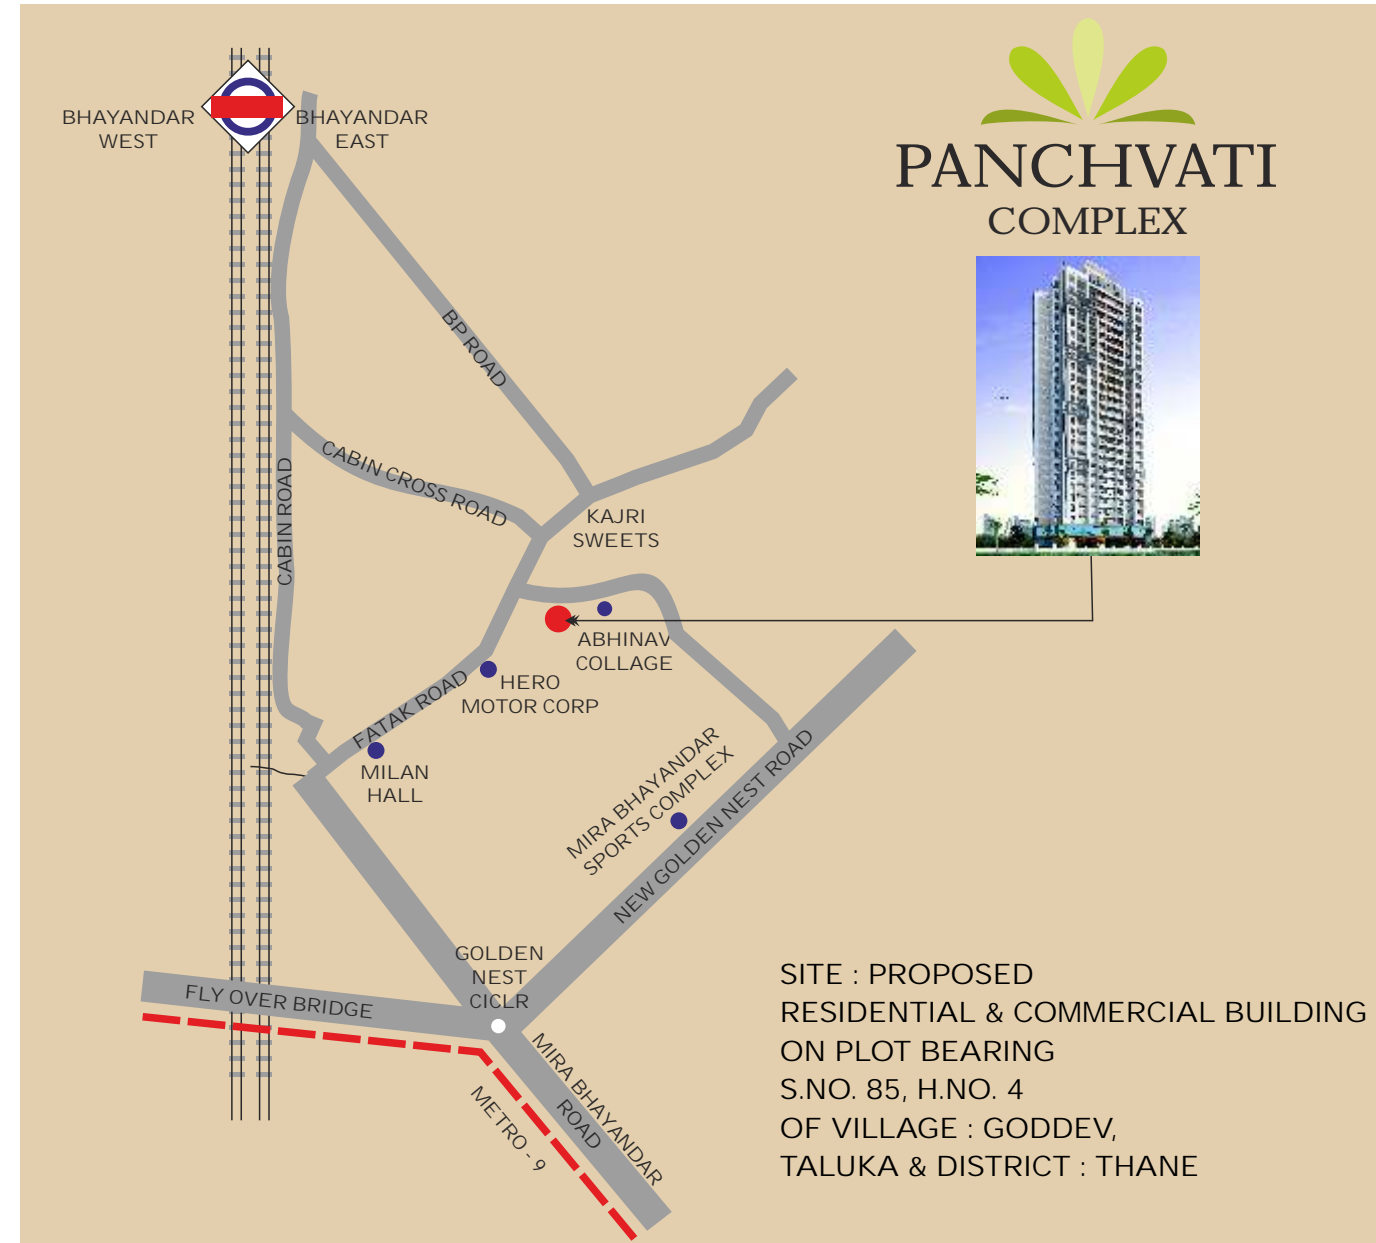 PANCHVATI
COMPLEX
BHAYANDAR
WEST
BHAYANDAR
EAST
BP ROAD
CABIN CROSS ROAD
CABIN ROAD
KAJRI
SWEETS
ABHINAV
COLLAGE
HERO
MOTOR CORP
FATAK ROAD
MILAN
HALL
MIRA BHAYANDAR
SPORTS COMPLEX
NEW GOLDEN NEST ROAD
GOLDEN
NEST
CICLR
FLY OVER BRIDGE
MIRA BHAYANDAR
ROAD
METRO - 9
SITE : PROPOSED
RESIDENTIAL & COMMERCIAL BUILDING
ON PLOT BEARING
S.NO. 85, H.NO. 4
OF VILLAGE : GODDEV,
TALUKA & DISTRICT : THANE